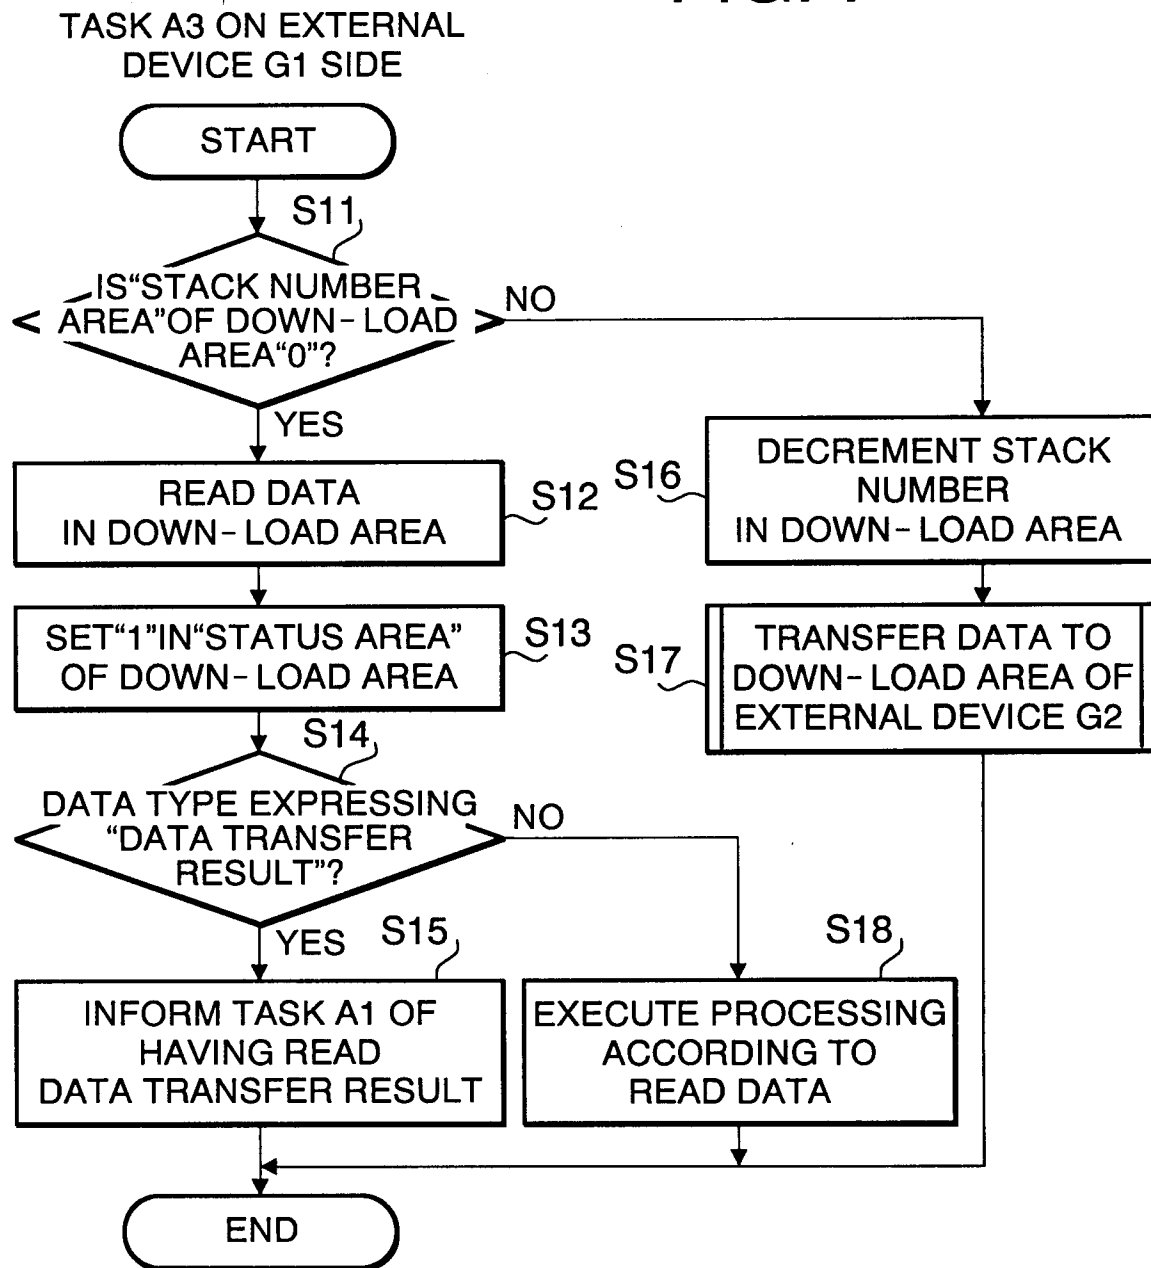 TASK A3 ON EXTERNAL
DEVICE G1 SIDE
START
S11
IS“STACK NUMBER
AREA”OF DOWN-LOAD
AREA“0”?
NO
YES
READ DATA
IN DOWN-LOAD AREA
S12
S16
DECREMENT STACK
NUMBER
IN DOWN-LOAD AREA
SET“1”IN“STATUS AREA”
OF DOWN-LOAD AREA
S13
S17
TRANSFER DATA TO
DOWN-LOAD AREA OF
EXTERNAL DEVICE G2
S14
DATA TYPE EXPRESSING
“DATA TRANSFER
RESULT”?
NO
YES
S15
INFORM TASK A1 OF
HAVING READ
DATA TRANSFER RESULT
S18
EXECUTE PROCESSING
ACCORDING TO
READ DATA
END